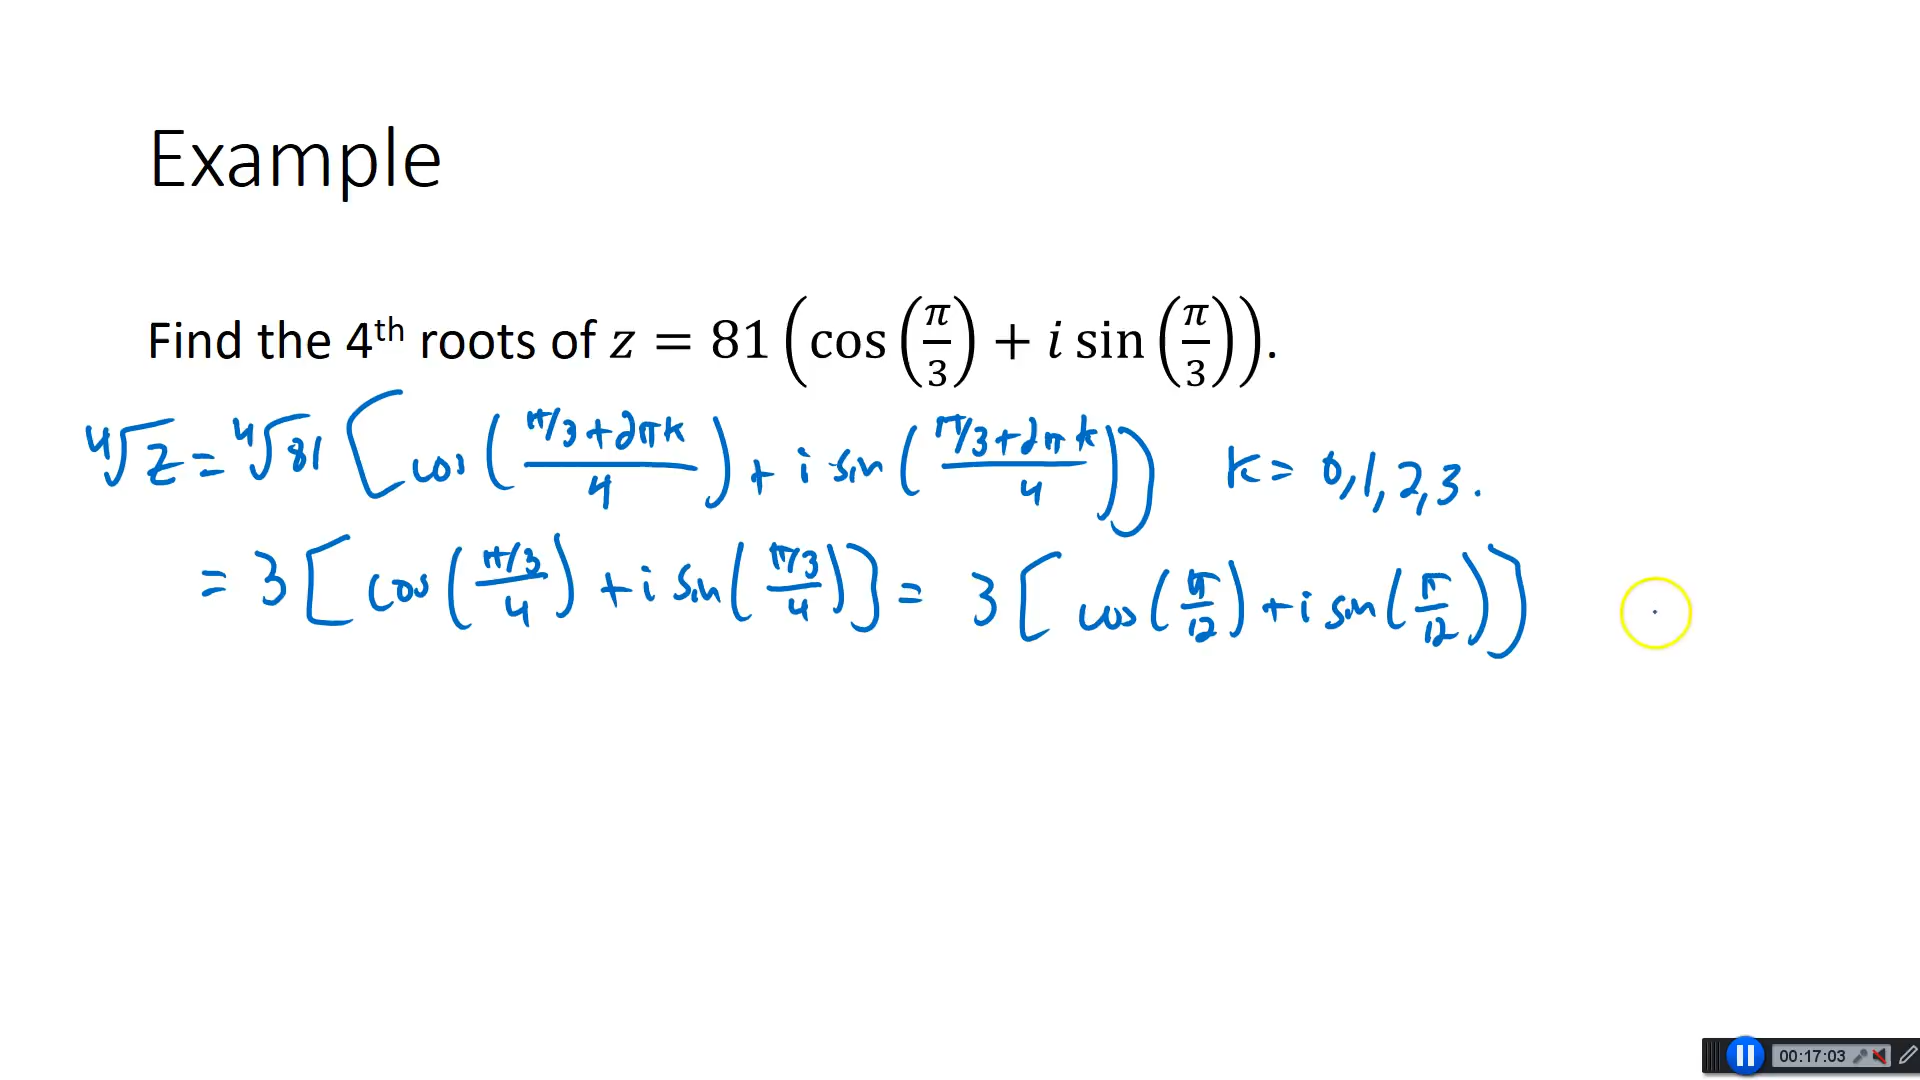 Example
Find the 4th roots of z = 81 (cos(π/3) + i sin(π/3)).
∜z = ∜81 [cos((π/3+2πk)/4) + i sin((π/3+2πk)/4)] k = 0,1,2,3.
= 3 [cos((π/3)/4) + i sin((π/3)/4)] = 3 [cos(π/12) + i sin(π/12)]
00:17:03